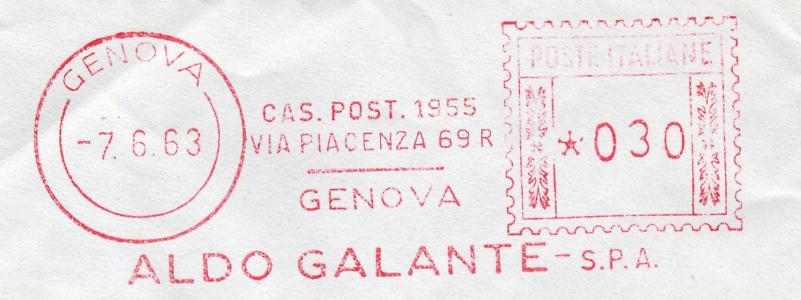 GENOVA
-7.6.63
CAS. POST. 1955
VIA PIACENZA 69 R
GENOVA
POSTE ITALIANE
*030
ALDO GALANTE - S.P.A.